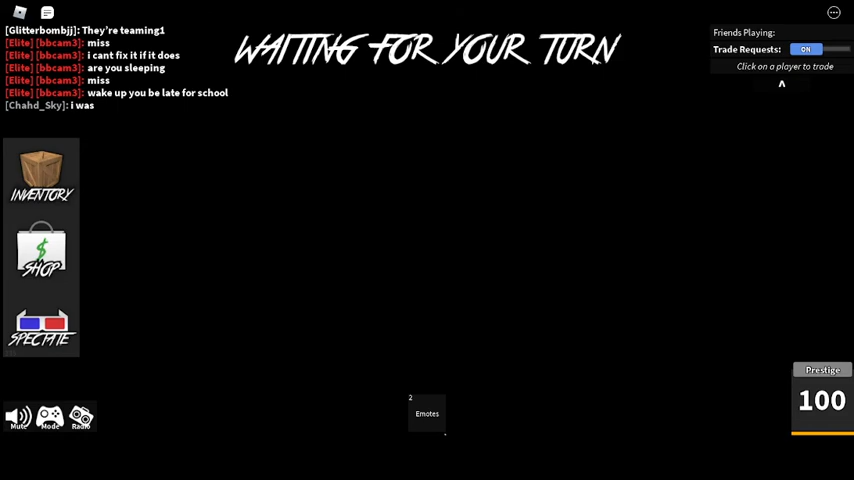 [Glitterbombjj]: They're teaming1
[Elite] [bbcam3]: miss
[Elite] [bbcam3]: i cant fix it if it does
[Elite] [bbcam3]: are you sleeping
[Elite] [bbcam3]: miss
[Elite] [bbcam3]: wake up you be late for school
[Chahd_Sky]: i was
WAITING FOR YOUR TURN
Friends Playing:
Trade Requests: ON
Click on a player to trade
^
INVENTORY
$
SHOP
SPECTATE
Mute
Mode
Radio
2
Emotes
Prestige
100